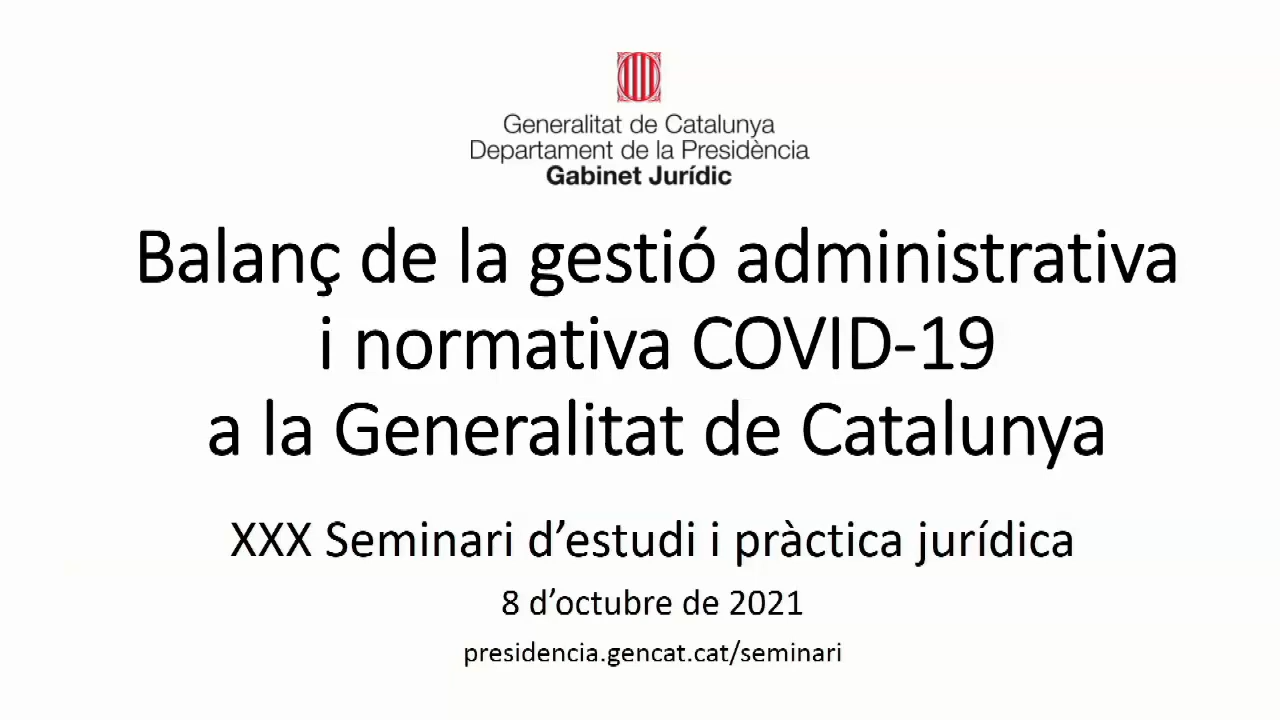 Generalitat de Catalunya
Departament de la Presidència
Gabinet Jurídic
Balanç de la gestió administrativa
i normativa COVID-19
a la Generalitat de Catalunya
XXX Seminari d’estudi i pràctica jurídica
8 d’octubre de 2021
presidencia.gencat.cat/seminari